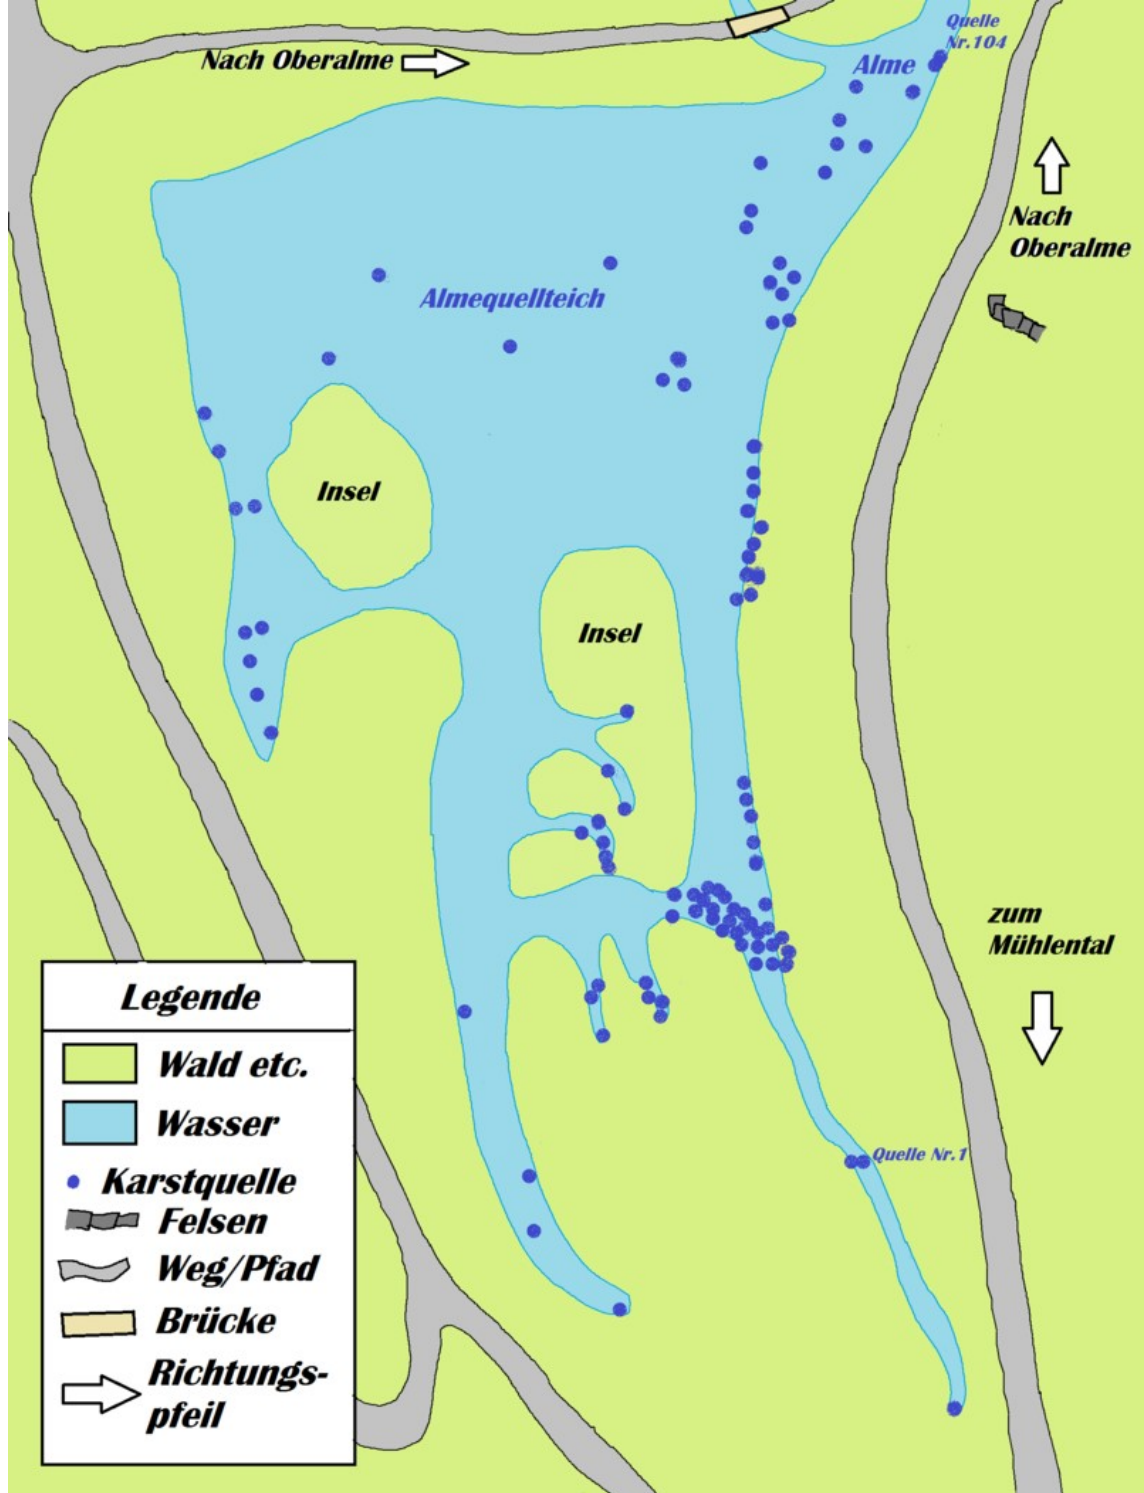 Quelle
Nr.104
Nach Oberalme
Alme
Nach
Oberalme
Almequellteich
Insel
Insel
zum
Mühlental
Quelle Nr.1
Legende
Wald etc.
Wasser
Karstquelle
Felsen
Weg/Pfad
Brücke
Richtungs-
pfeil